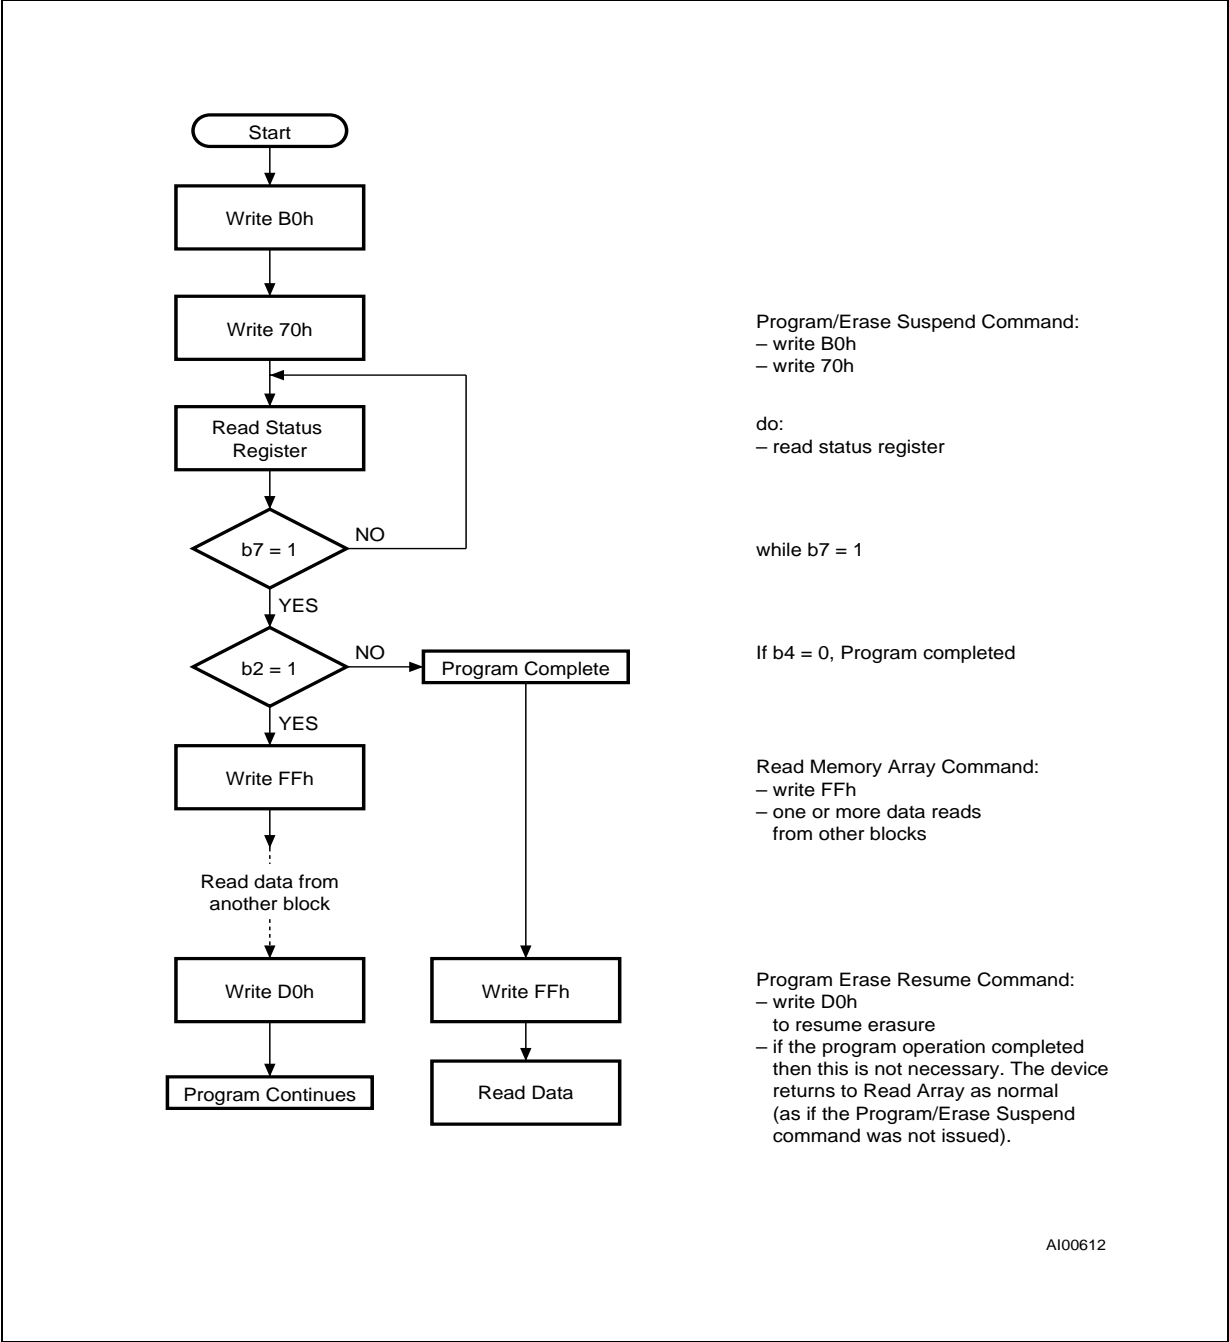 Start
Write B0h
Write 70h
Read Status
Register
b7 = 1
NO
YES
b2 = 1
NO
Program Complete
YES
Write FFh
Read data from
another block
Write D0h
Write FFh
Program Continues
Read Data
Program/Erase Suspend Command:
– write B0h
– write 70h
do:
– read status register
while b7 = 1
If b4 = 0, Program completed
Read Memory Array Command:
– write FFh
– one or more data reads
from other blocks
Program Erase Resume Command:
– write D0h
to resume erasure
– if the program operation completed
then this is not necessary. The device
returns to Read Array as normal
(as if the Program/Erase Suspend
command was not issued).
AI00612